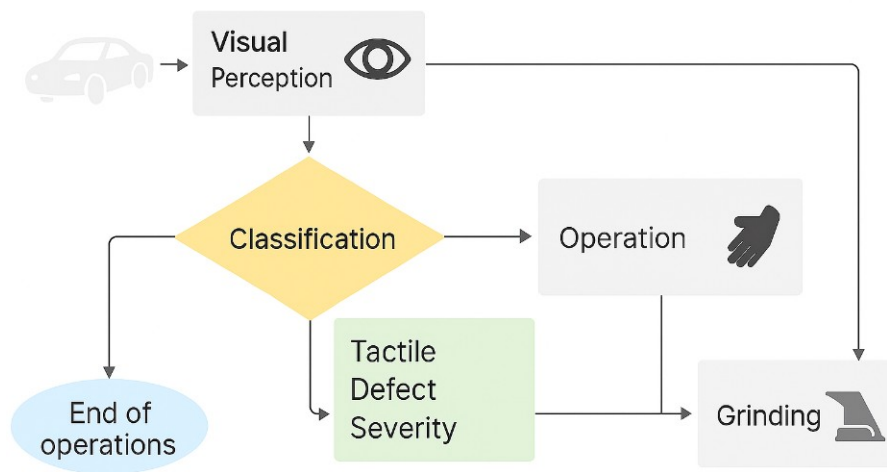 Visual
Perception
Classification
Operation
Tactile
Defect
Severity
End of
operations
Grinding